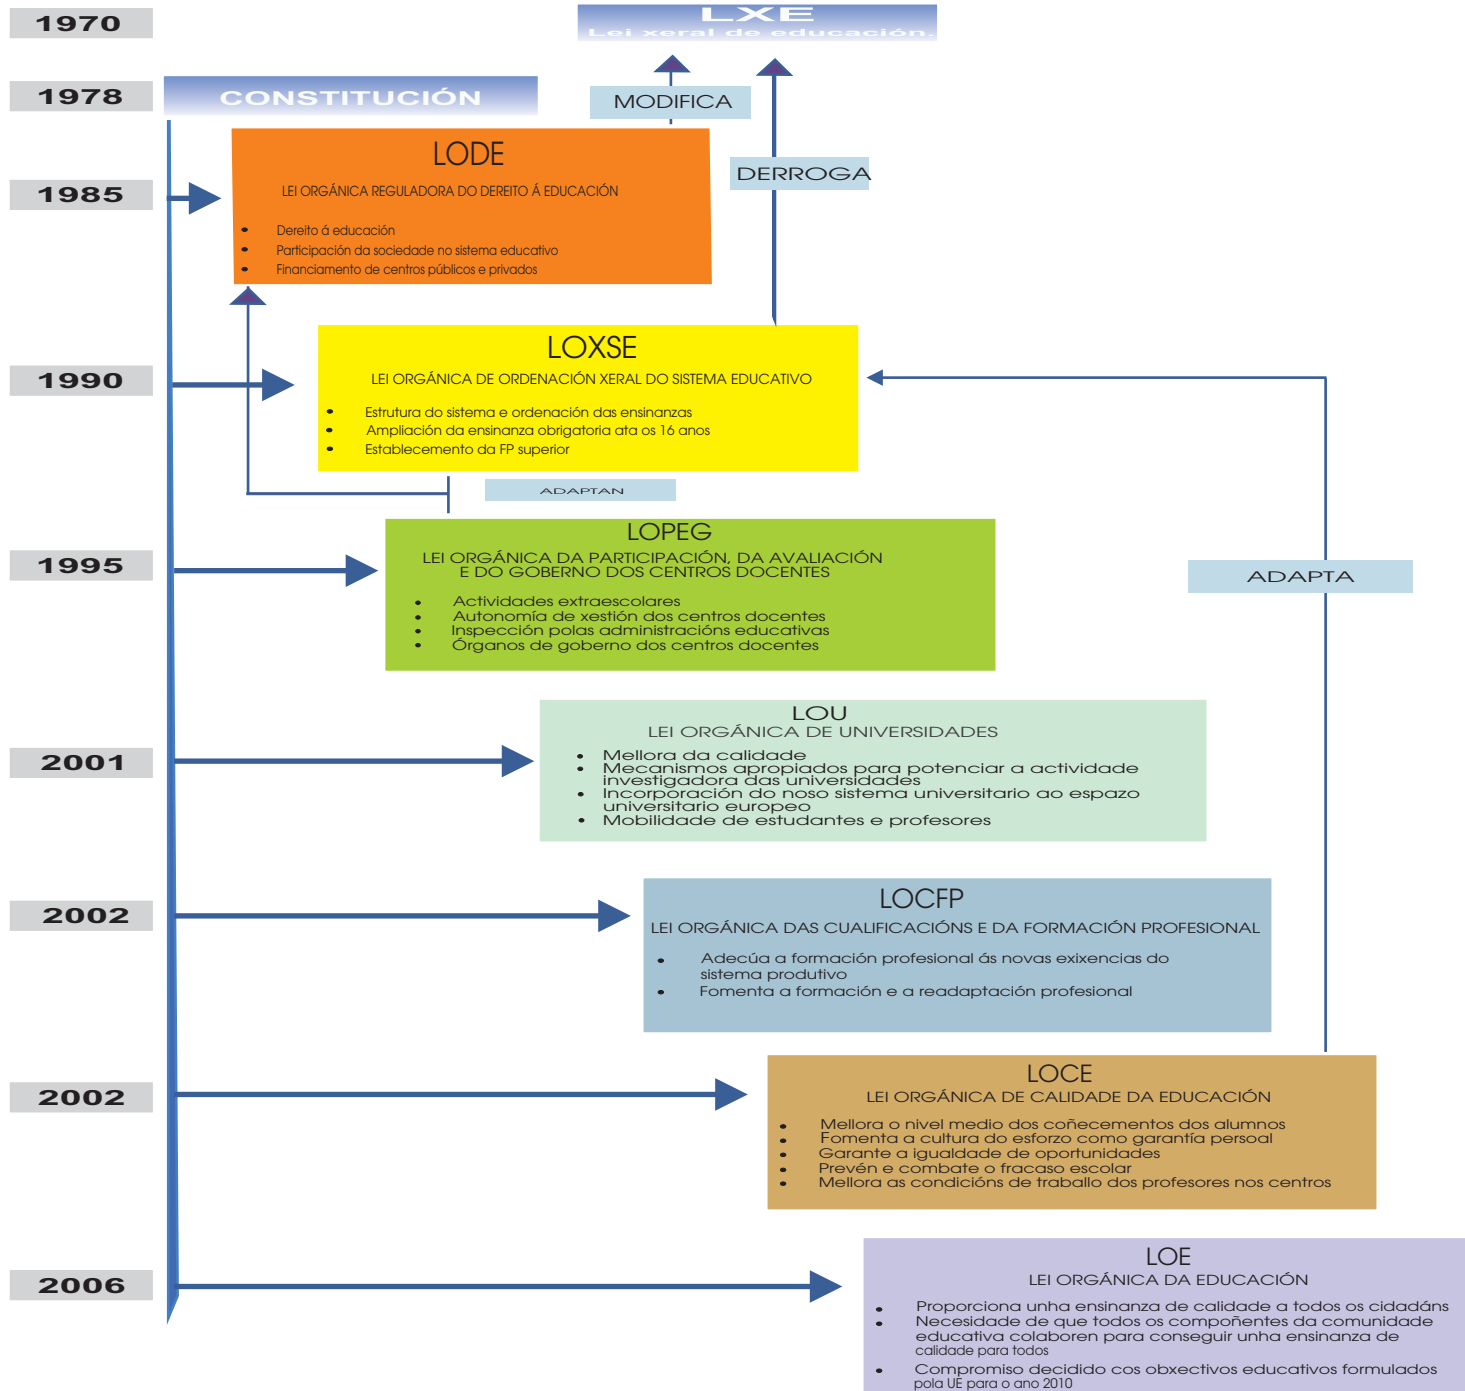 1970
LXE
Lei xeral de educación.
1978
CONSTITUCIÓN
MODIFICA
LODE
DERROGA
1985
LEI ORGÁNICA REGULADORA DO DEREITO Á EDUCACIÓN
• Dereito á educación
• Participación da sociedade no sistema educativo
• Financiamento de centros públicos e privados
LOXSE
1990
LEI ORGÁNICA DE ORDENACIÓN XERAL DO SISTEMA EDUCATIVO
• Estrutura do sistema e ordenación das ensinanzas
• Ampliación da ensinanza obrigatoria ata os 16 anos
• Establecemento da FP superior
ADAPTAN
LOPEG
1995
LEI ORGÁNICA DA PARTICIPACIÓN, DA AVALIACIÓN
E DO GOBERNO DOS CENTROS DOCENTES
ADAPTA
• Actividades extraescolares
• Autonomía de xestión dos centros docentes
• Inspección polas administracións educativas
• Órganos de goberno dos centros docentes
LOU
LEI ORGÁNICA DE UNIVERSIDADES
2001
• Mellora da calidade
• Mecanismos apropiados para potenciar a actividade
investigadora das universidades
• Incorporación do noso sistema universitario ao espazo
universitario europeo
• Mobilidade de estudantes e profesores
LOCFP
2002
LEI ORGÁNICA DAS CUALIFICACIÓNS E DA FORMACIÓN PROFESIONAL
• Adecúa a formación profesional ás novas exixencias do
sistema produtivo
• Fomenta a formación e a readaptación profesional
LOCE
2002
LEI ORGÁNICA DE CALIDADE DA EDUCACIÓN
• Mellora o nivel medio dos coñecementos dos alumnos
• Fomenta a cultura do esforzo como garantía persoal
• Garante a igualdade de oportunidades
• Prevén e combate o fracaso escolar
• Mellora as condicións de traballo dos profesores nos centros
LOE
2006
LEI ORGÁNICA DA EDUCACIÓN
• Proporciona unha ensinanza de calidade a todos os cidadáns
• Necesidade de que todos os compoñentes da comunidade
educativa colaboren para conseguir unha ensinanza de
calidade para todos
• Compromiso decidido cos obxectivos educativos formulados
pola UE para o ano 2010